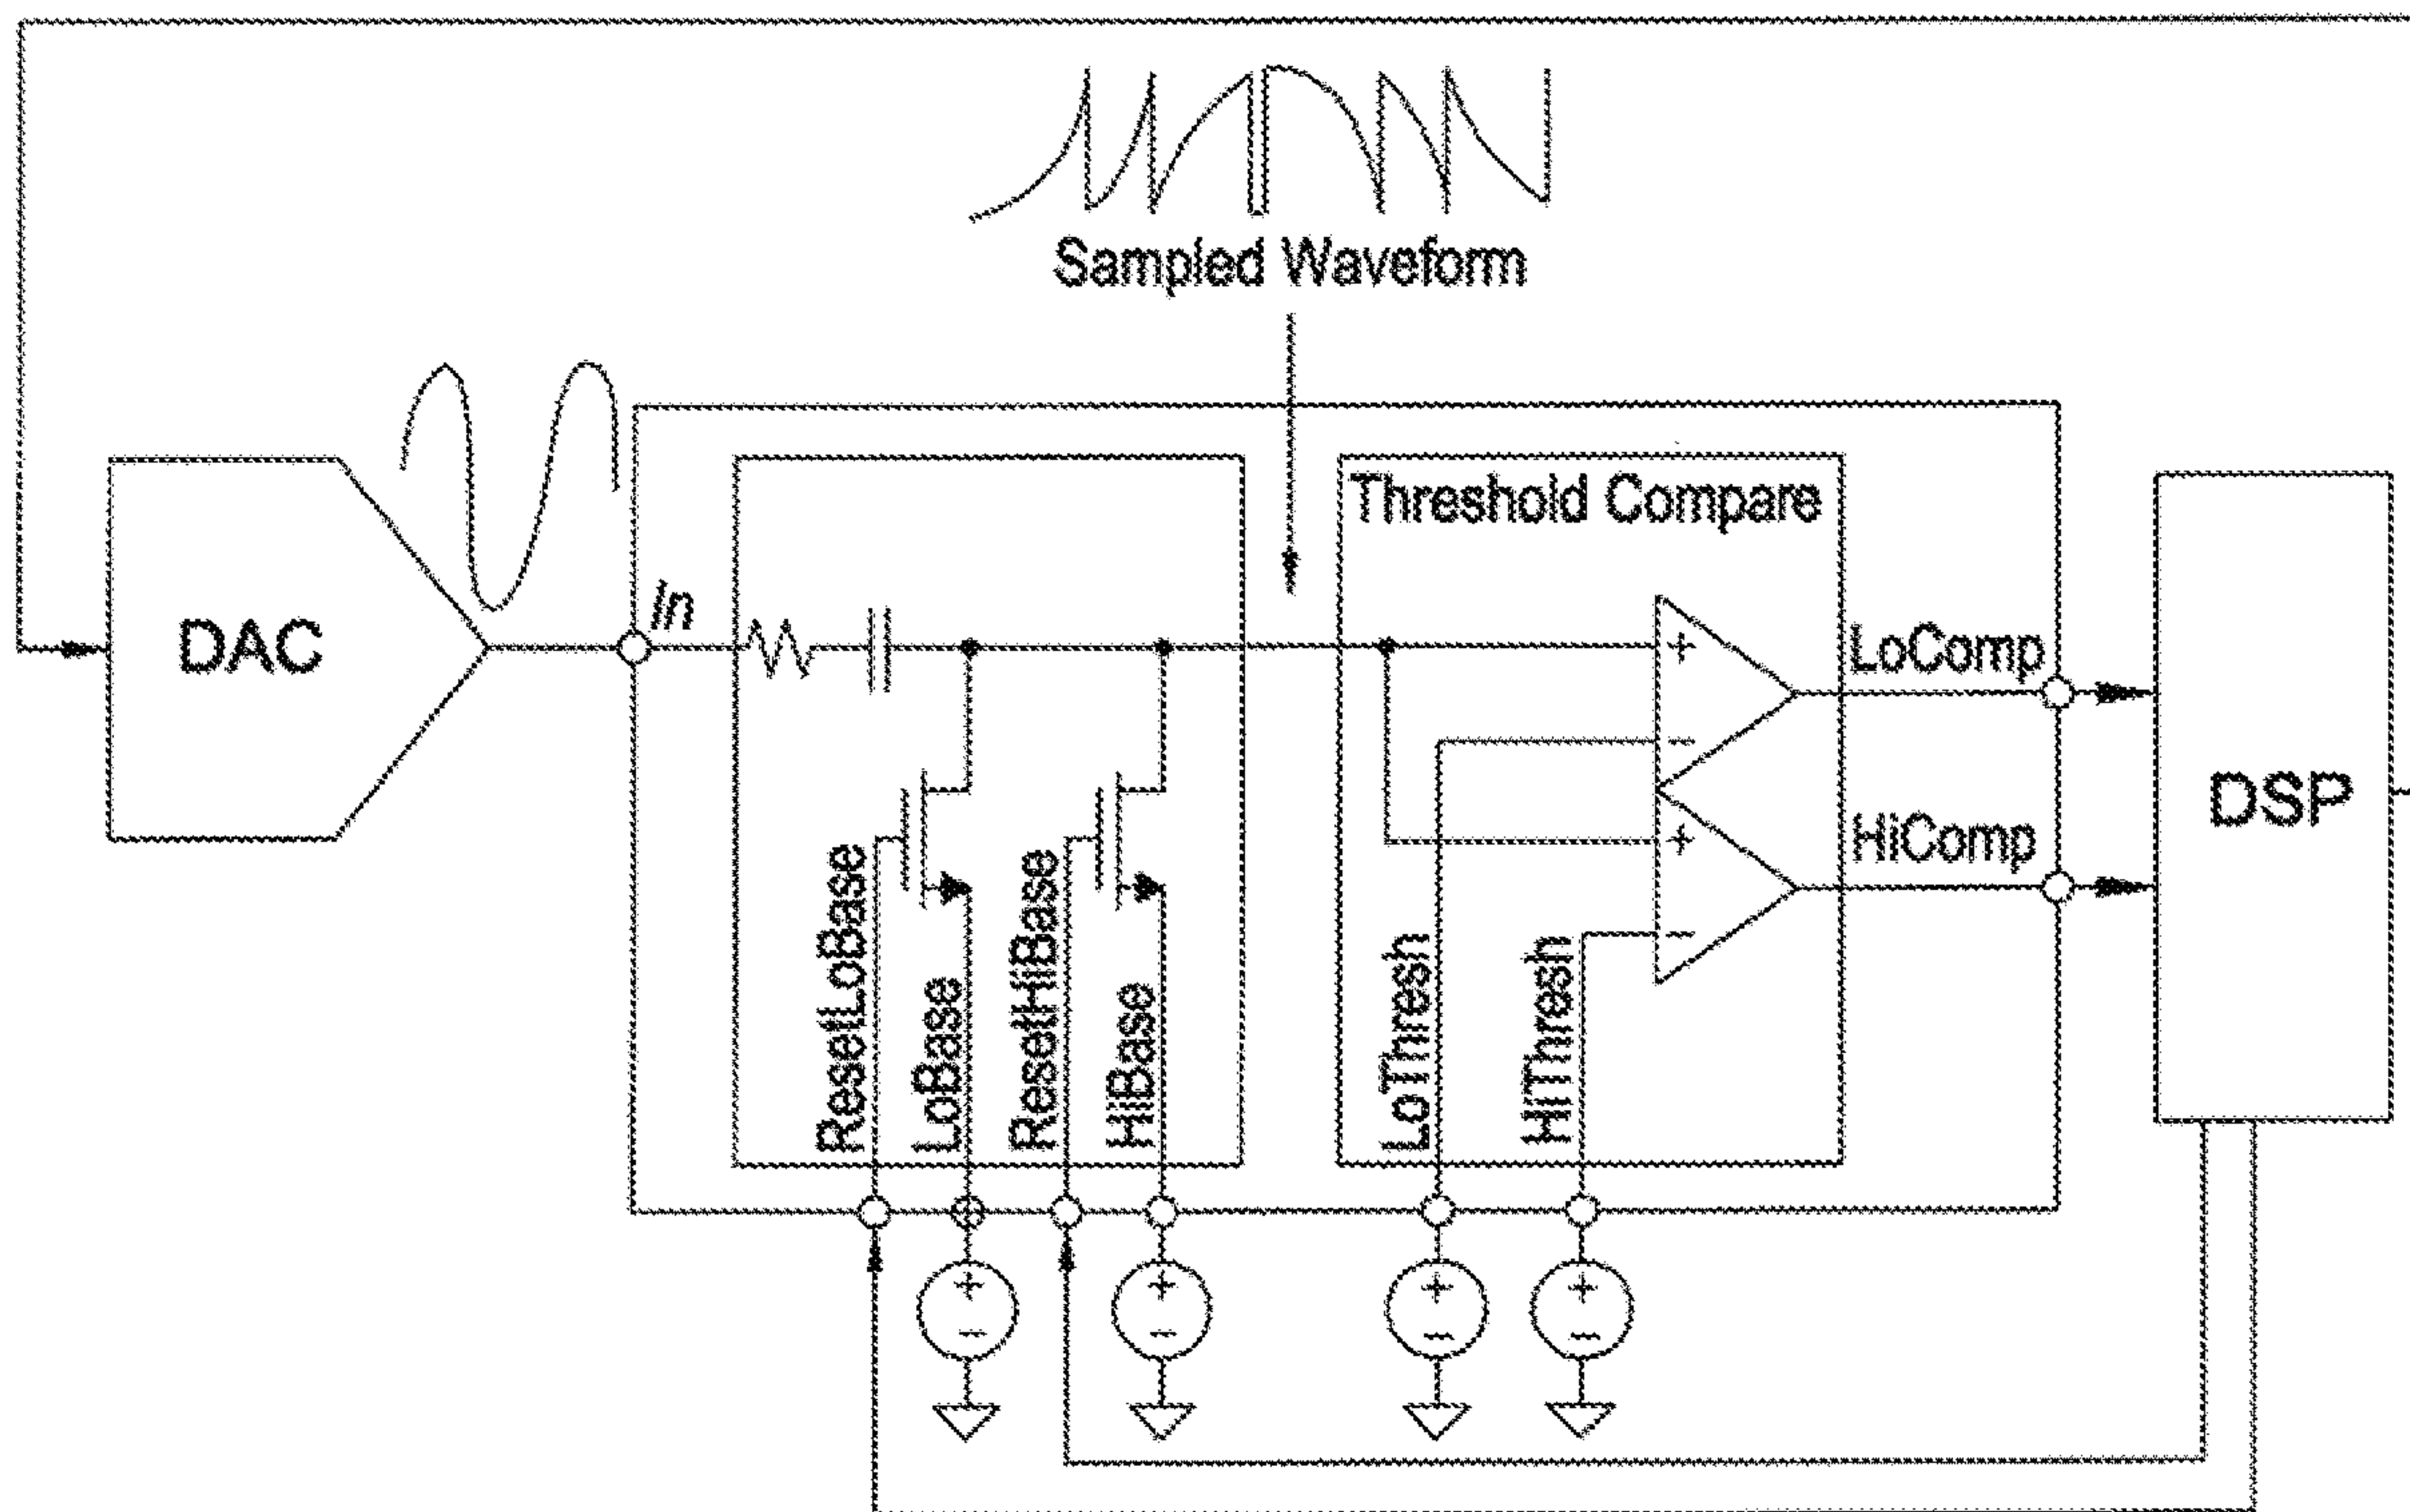 Sampled Waveform
Threshold Compare
In
DAC
LoComp
HiComp
DSP
ResetLoBase
LoBase
ResetHiBase
HiBase
LoThresh
HiThresh
+
−
+
−
+
−
+
−
+
−
+
−